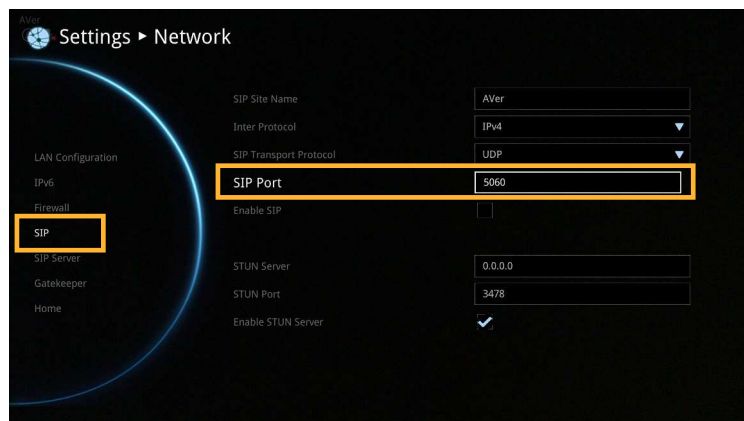 AVer
Settings ▸ Network
SIP Site Name AVer
Inter Protocol IPv4
SIP Transport Protocol UDP
SIP Port 5060
Enable SIP
STUN Server 0.0.0.0
STUN Port 3478
Enable STUN Server
LAN Configuration
IPv6
Firewall
SIP
SIP Server
Gatekeeper
Home